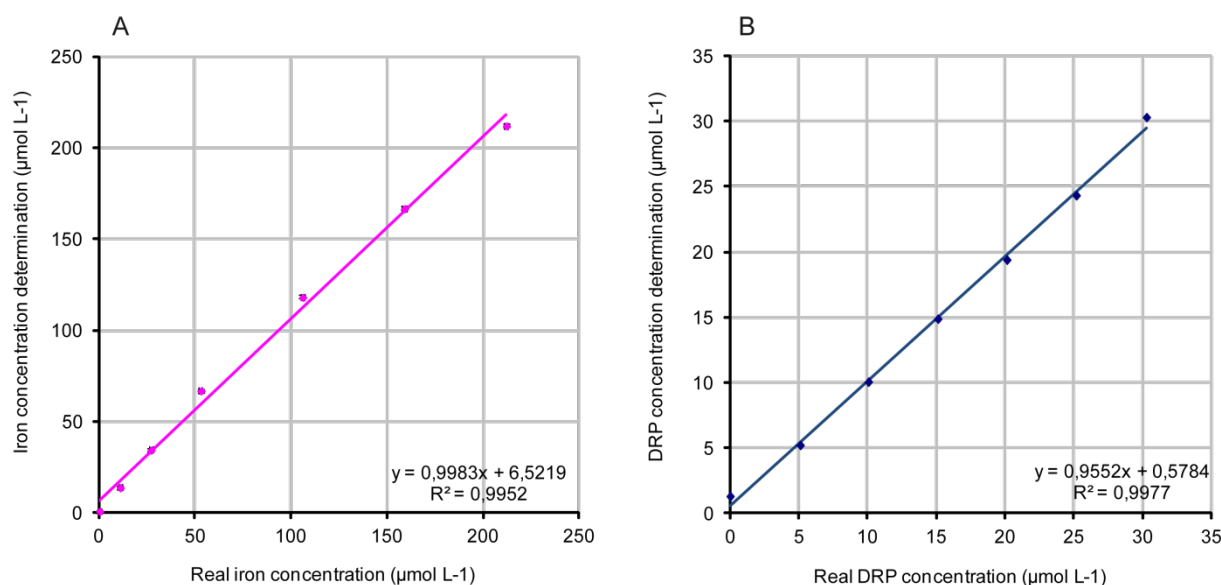 A
Iron concentration determination (µmol L-1)
250
200
150
100
50
0
y = 0,9983x + 6,5219
R² = 0,9952
0 50 100 150 200 250
Real iron concentration (µmol L-1)
B
DRP concentration determination (µmol L-1)
35
30
25
20
15
10
5
0
y = 0,9552x + 0,5784
R² = 0,9977
0 5 10 15 20 25 30 35
Real DRP concentration (µmol L-1)